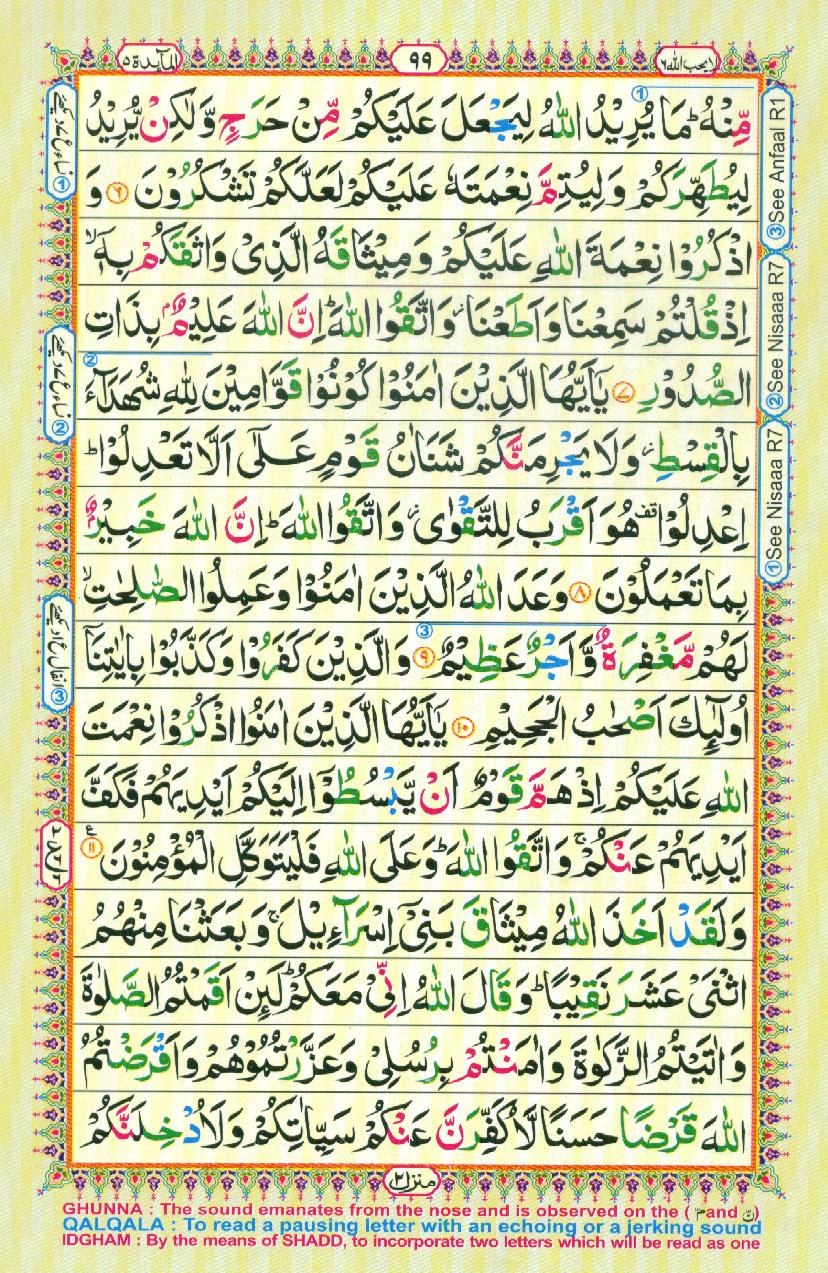 لا يحب الله ٦
٩٩
المآئدة ٥
مِّنْهُ ؕ مَا يُرِيْدُ اللّٰهُ لِيَجْعَلَ عَلَيْكُمْ مِّنْ حَرَجٍ وَّلٰكِنْ يُّرِيْدُ
لِيُطَهِّرَكُمْ وَلِيُتِمَّ نِعْمَتَهٗ عَلَيْكُمْ لَعَلَّكُمْ تَشْكُرُوْنَ ۝٦ وَ
اذْكُرُوْا نِعْمَةَ اللّٰهِ عَلَيْكُمْ وَمِيْثَاقَهُ الَّذِیْ وَاثَقَكُمْ بِهٖۤ ۙ
اِذْ قُلْتُمْ سَمِعْنَا وَاَطَعْنَا ؗ وَاتَّقُوا اللّٰهَ ؕ اِنَّ اللّٰهَ عَلِيْمٌۢ بِذَاتِ
الصُّدُوْرِ ۝٧ يٰۤاَيُّهَا الَّذِيْنَ اٰمَنُوْا كُوْنُوْا قَوّٰمِيْنَ لِلّٰهِ شُهَدَآءَ
بِالْقِسْطِ ؗ وَلَا يَجْرِمَنَّكُمْ شَنَاٰنُ قَوْمٍ عَلٰۤى اَلَّا تَعْدِلُوْا ؕ
اِعْدِلُوْا قف هُوَ اَقْرَبُ لِلتَّقْوٰى ؗ وَاتَّقُوا اللّٰهَ ؕ اِنَّ اللّٰهَ خَبِيْرٌۢ
بِمَا تَعْمَلُوْنَ ۝٨ وَعَدَ اللّٰهُ الَّذِيْنَ اٰمَنُوْا وَعَمِلُوا الصّٰلِحٰتِ ۙ
لَهُمْ مَّغْفِرَةٌ وَّاَجْرٌ عَظِيْمٌ ۝٩ وَالَّذِيْنَ كَفَرُوْا وَكَذَّبُوْا بِاٰيٰتِنَاۤ
اُولٰٓئِكَ اَصْحٰبُ الْجَحِيْمِ ۝١٠ يٰۤاَيُّهَا الَّذِيْنَ اٰمَنُوا اذْكُرُوْا نِعْمَتَ
اللّٰهِ عَلَيْكُمْ اِذْ هَمَّ قَوْمٌ اَنْ يَّبْسُطُوْۤا اِلَيْكُمْ اَيْدِيَهُمْ فَكَفَّ
اَيْدِيَهُمْ عَنْكُمْ ۚ وَاتَّقُوا اللّٰهَ ؕ وَعَلَى اللّٰهِ فَلْيَتَوَكَّلِ الْمُؤْمِنُوْنَ ۝١١ ع
وَلَقَدْ اَخَذَ اللّٰهُ مِيْثَاقَ بَنِیْۤ اِسْرَآءِيْلَ ۚ وَبَعَثْنَا مِنْهُمُ
اثْنَیْ عَشَرَ نَقِيْبًا ؕ وَقَالَ اللّٰهُ اِنِّیْ مَعَكُمْ ؕ لَئِنْ اَقَمْتُمُ الصَّلٰوةَ
وَاٰتَيْتُمُ الزَّكٰوةَ وَاٰمَنْتُمْ بِرُسُلِیْ وَعَزَّرْتُمُوْهُمْ وَاَقْرَضْتُمُ
اللّٰهَ قَرْضًا حَسَنًا لَّاُكَفِّرَنَّ عَنْكُمْ سَيِّاٰتِكُمْ وَلَاُدْخِلَنَّكُمْ
③See Anfaal R1
②See Nisaaa R7
①See Nisaaa R7
منزل ٢
GHUNNA : The sound emanates from the nose and is observed on the ( مّ and نّ )
QALQALA : To read a pausing letter with an echoing or a jerking sound
IDGHAM : By the means of SHADD, to incorporate two letters which will be read as one